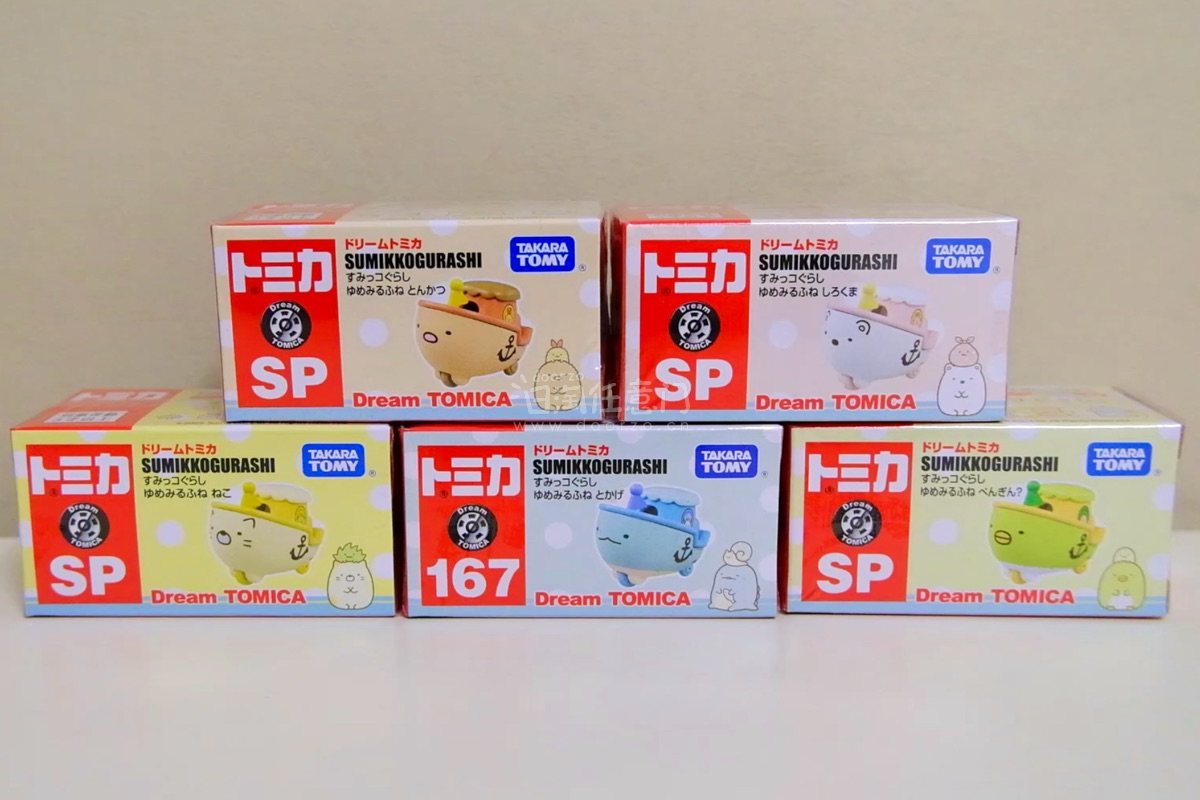 トミカ
Dream
TOMICA
SP
ドリームトミカ
SUMIKKOGURASHI
すみっコぐらし
ゆめみるふね とんかつ
TAKARA
TOMY
®
Dream TOMICA
トミカ
Dream
TOMICA
SP
ドリームトミカ
SUMIKKOGURASHI
すみっコぐらし
ゆめみるふね しろくま
TAKARA
TOMY
®
Dream TOMICA
doorzo
任意门
www.doorzo.cn
トミカ
Dream
TOMICA
SP
ドリームトミカ
SUMIKKOGURASHI
すみっコぐらし
ゆめみるふね ねこ
TAKARA
TOMY
®
Dream TOMICA
トミカ
Dream
TOMICA
167
ドリームトミカ
SUMIKKOGURASHI
すみっコぐらし
ゆめみるふね とかげ
TAKARA
TOMY
®
Dream TOMICA
トミカ
Dream
TOMICA
SP
ドリームトミカ
SUMIKKOGURASHI
すみっコぐらし
ゆめみるふね ぺんぎん?
TAKARA
TOMY
®
Dream TOMICA